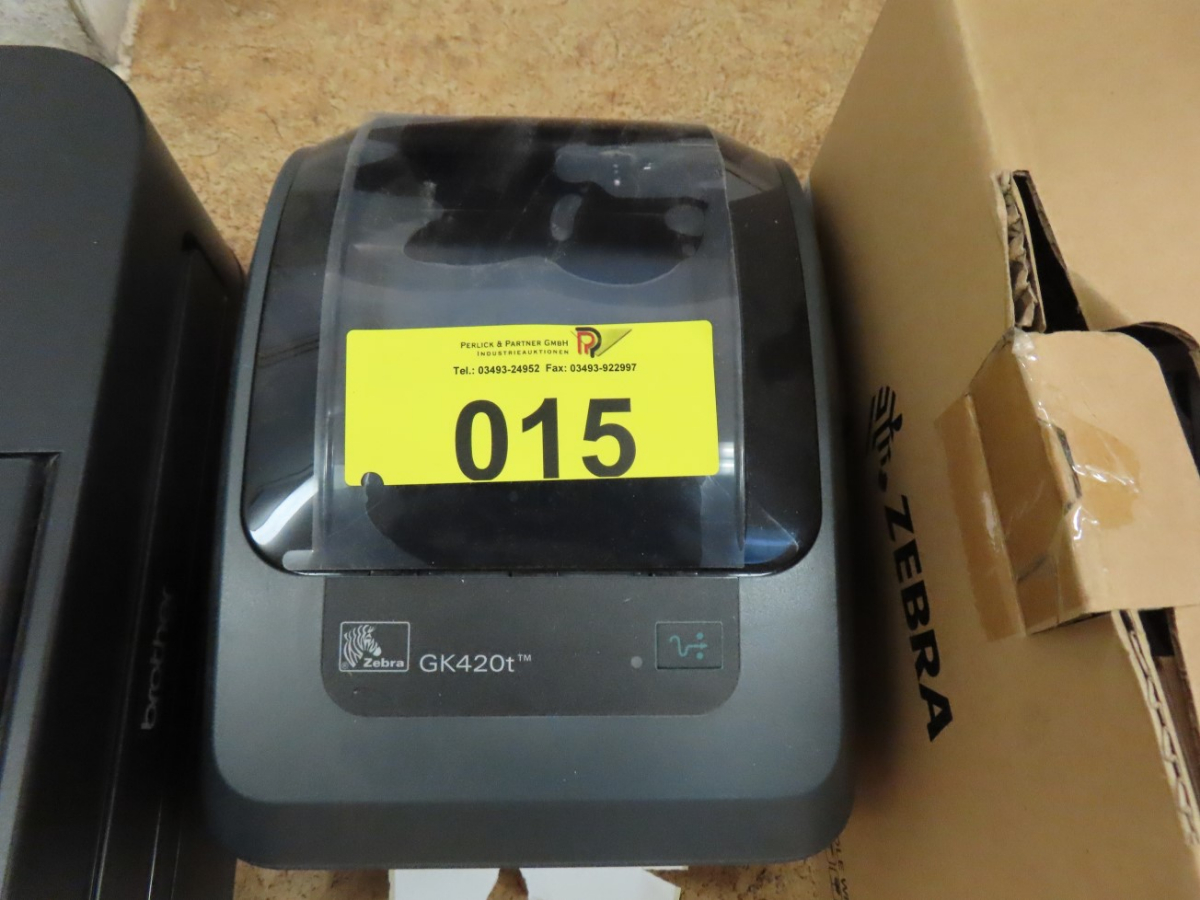 PERLICK & PARTNER GMBH
INDUSTRIEAUKTIONEN
Tel.: 03493-24952 Fax: 03493-922997
015
® Zebra
GK420t™
brother
ZEBRA